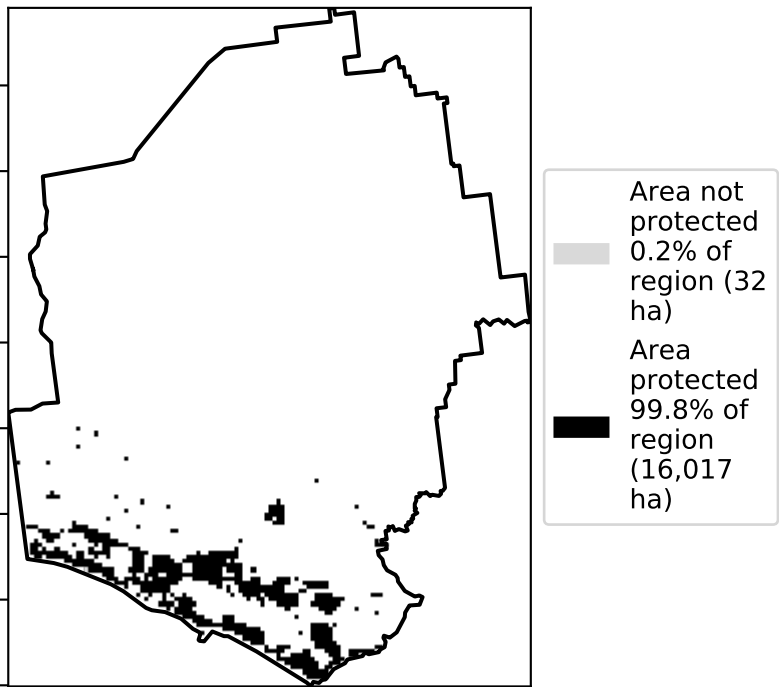 Area not
protected
0.2% of
region (32
ha)
Area
protected
99.8% of
region
(16,017
ha)